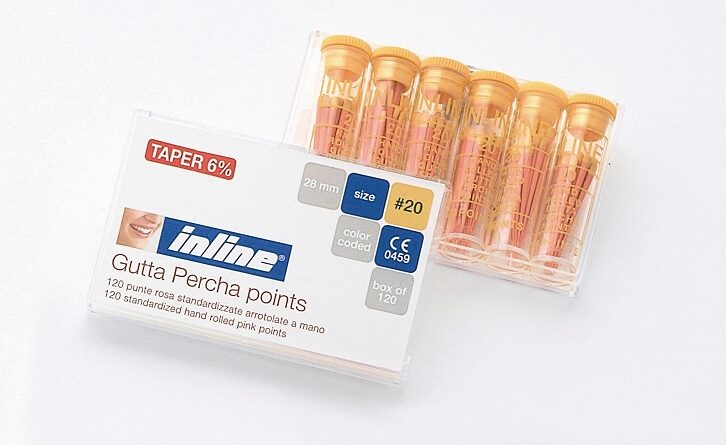 TAPER 6%
28 mm
size
#20
color
coded
CE
0459
box of
120
inline®
Gutta Percha points
120 punte rosa standardizzate arrotolate a mano
120 standardized hand rolled pink points